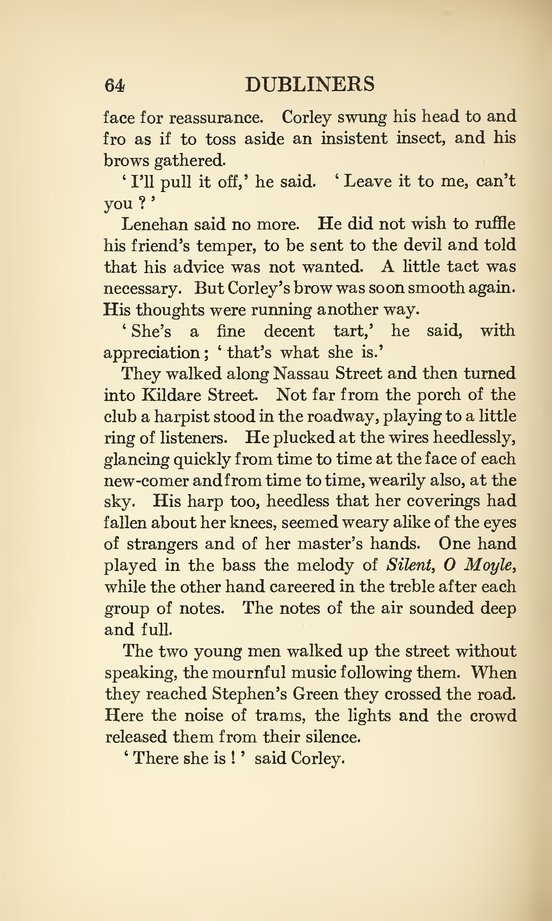 64 DUBLINERS
face for reassurance. Corley swung his head to and
fro as if to toss aside an insistent insect, and his
brows gathered.
‘ I’ll pull it off,’ he said. ‘ Leave it to me, can’t
you ? ’
Lenehan said no more. He did not wish to ruffle
his friend’s temper, to be sent to the devil and told
that his advice was not wanted. A little tact was
necessary. But Corley’s brow was soon smooth again.
His thoughts were running another way.
‘ She’s a fine decent tart,’ he said, with
appreciation ; ‘ that’s what she is.’
They walked along Nassau Street and then turned
into Kildare Street. Not far from the porch of the
club a harpist stood in the roadway, playing to a little
ring of listeners. He plucked at the wires heedlessly,
glancing quickly from time to time at the face of each
new-comer and from time to time, wearily also, at the
sky. His harp too, heedless that her coverings had
fallen about her knees, seemed weary alike of the eyes
of strangers and of her master’s hands. One hand
played in the bass the melody of Silent, O Moyle,
while the other hand careered in the treble after each
group of notes. The notes of the air sounded deep
and full.
The two young men walked up the street without
speaking, the mournful music following them. When
they reached Stephen’s Green they crossed the road.
Here the noise of trams, the lights and the crowd
released them from their silence.
‘ There she is ! ’ said Corley.